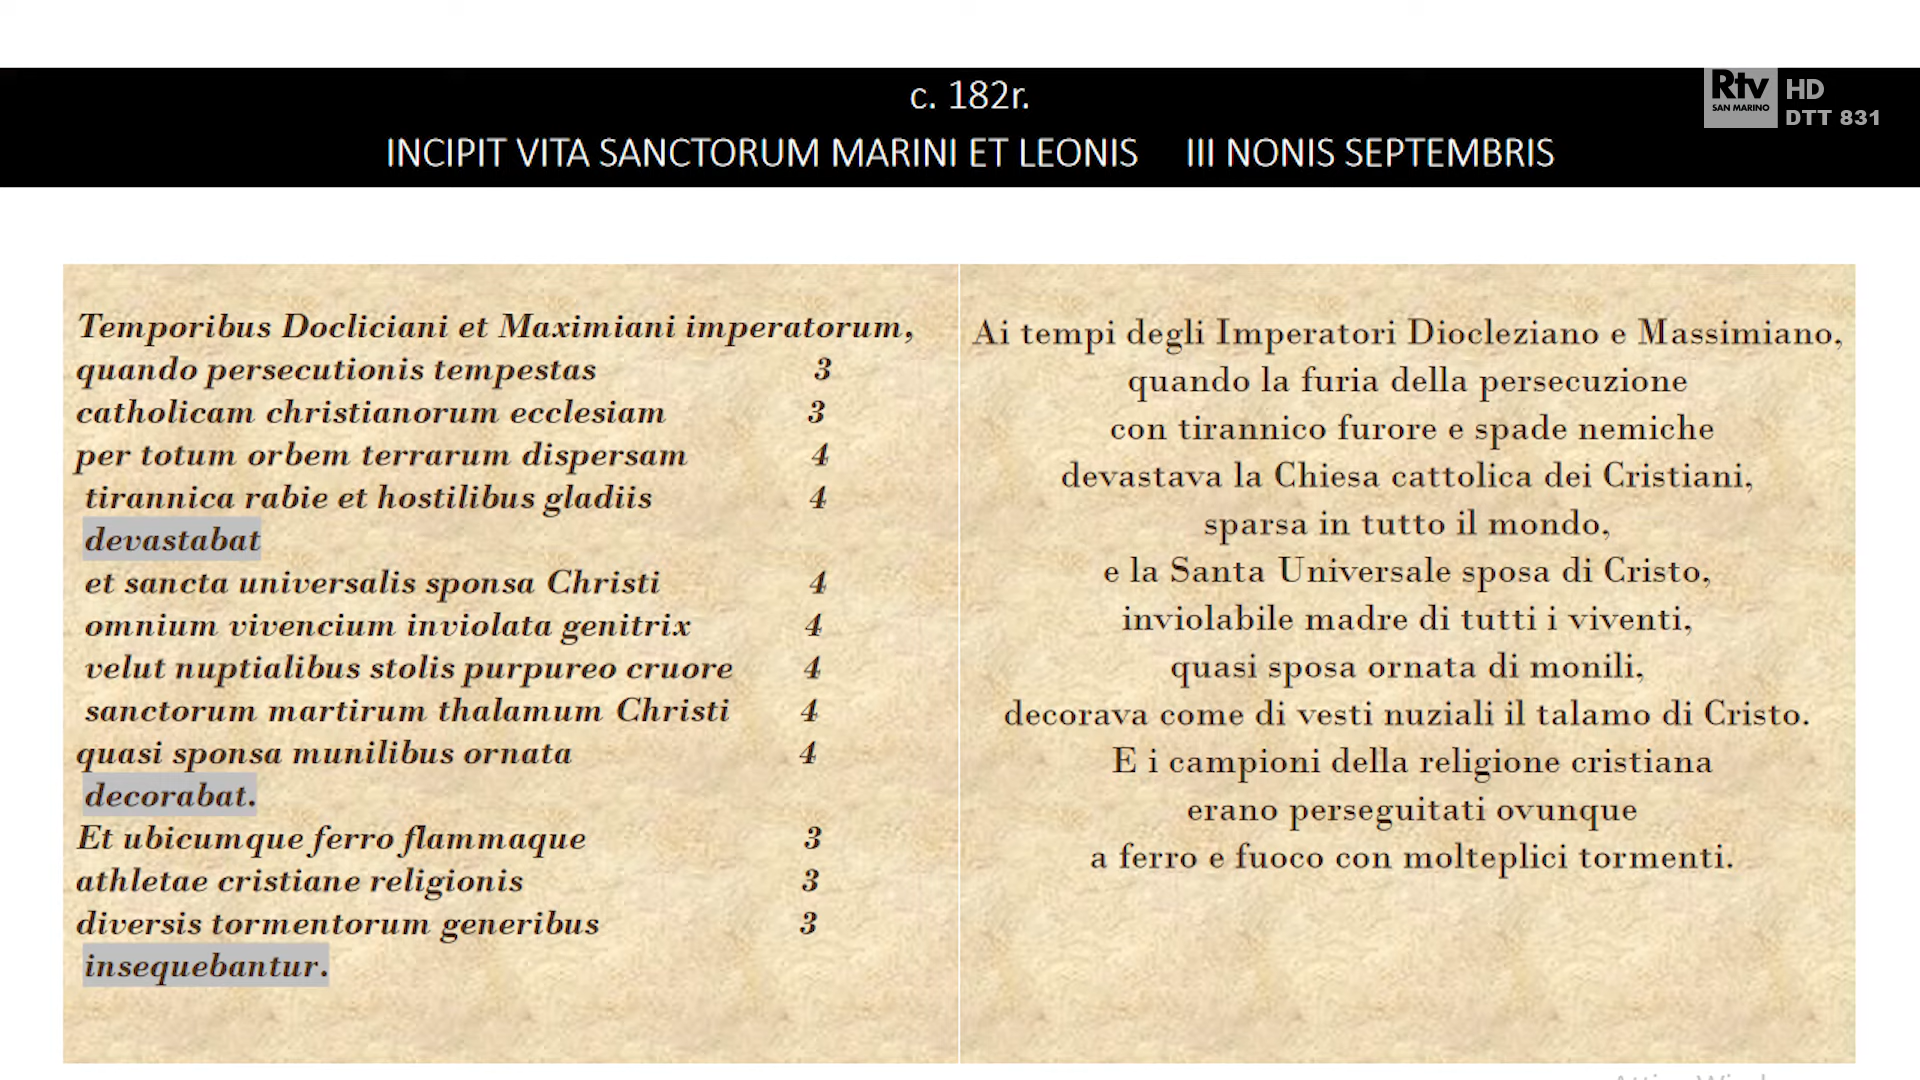 c. 182r.
INCIPIT VITA SANCTORUM MARINI ET LEONIS III NONIS SEPTEMBRIS
Rtv
SAN MARINO
HD
DTT 831
Temporibus Docliciani et Maximiani imperatorum,
quando persecutionis tempestas 3
catholicam christianorum ecclesiam 3
per totum orbem terrarum dispersam 4
tirannica rabie et hostilibus gladiis 4
devastabat
et sancta universalis sponsa Christi 4
omnium vivencium inviolata genitrix 4
velut nuptialibus stolis purpureo cruore 4
sanctorum martirum thalamum Christi 4
quasi sponsa munilibus ornata 4
decorabat.
Et ubicumque ferro flammaque 3
athletae cristiane religionis 3
diversis tormentorum generibus 3
insequebantur.
Ai tempi degli Imperatori Diocleziano e Massimiano,
quando la furia della persecuzione
con tirannico furore e spade nemiche
devastava la Chiesa cattolica dei Cristiani,
sparsa in tutto il mondo,
e la Santa Universale sposa di Cristo,
inviolabile madre di tutti i viventi,
quasi sposa ornata di monili,
decorava come di vesti nuziali il talamo di Cristo.
E i campioni della religione cristiana
erano perseguitati ovunque
a ferro e fuoco con molteplici tormenti.